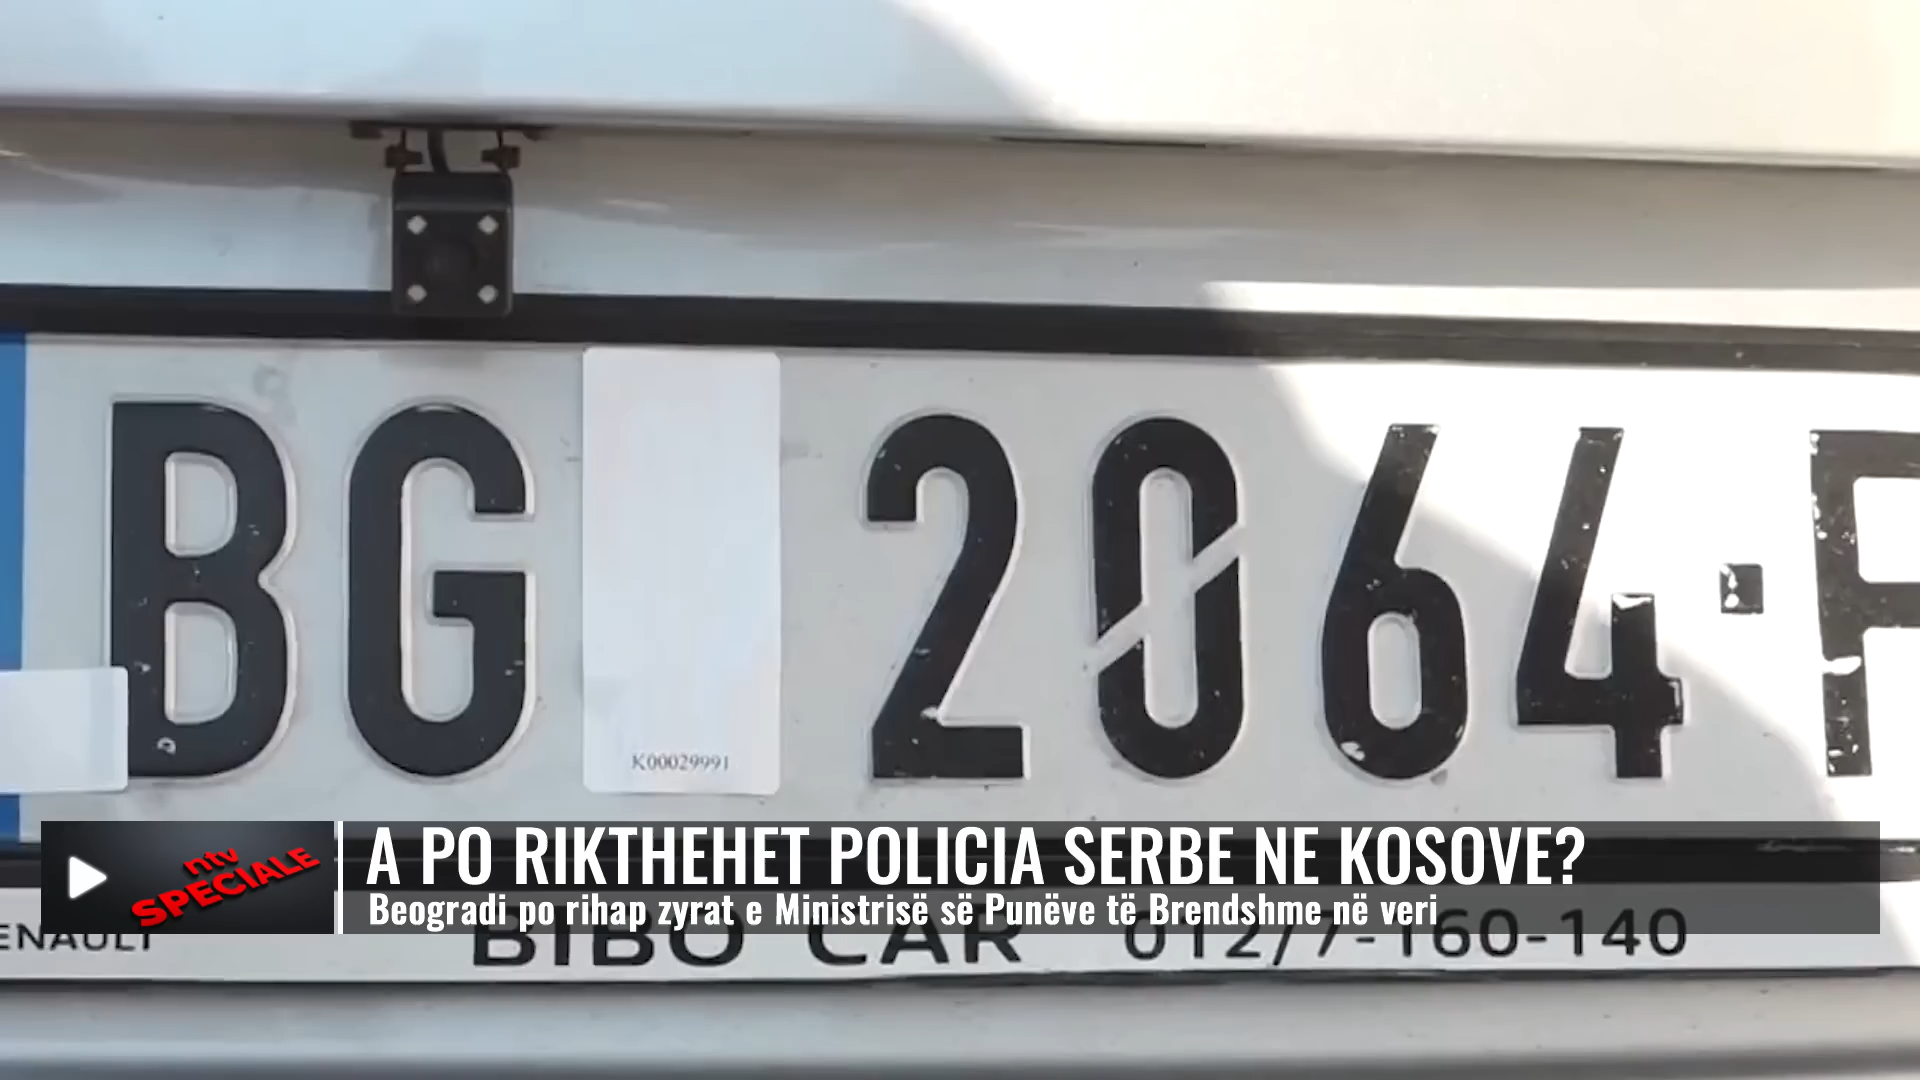 BG 2064-
K00029991
ntv
SPECIALE
A PO RIKTHEHET POLICIA SERBE NE KOSOVE?
Beogradi po rihap zyrat e Ministrisë së Punëve të Brendshme në veri
ENAULT BIBO CAR 012/7-160-140